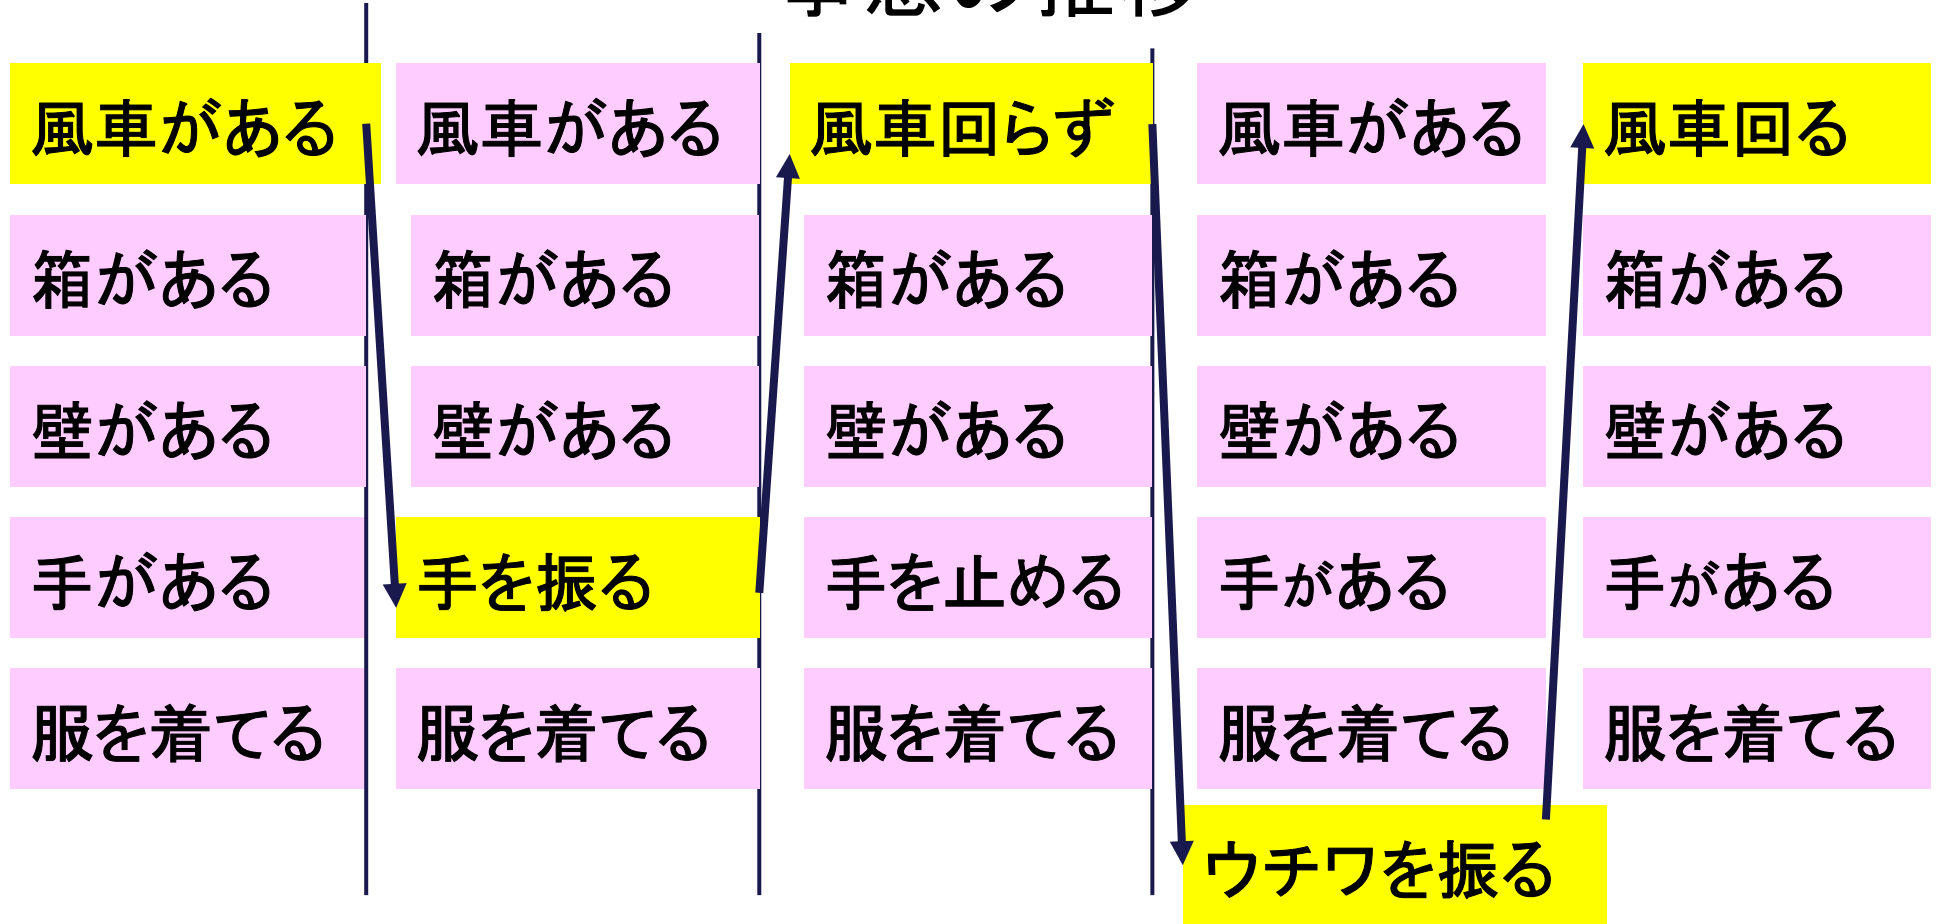 風車がある 風車がある 風車回らず 風車がある 風車回る
箱がある 箱がある 箱がある 箱がある 箱がある
壁がある 壁がある 壁がある 壁がある 壁がある
手がある 手を振る 手を止める 手がある 手がある
服を着てる 服を着てる 服を着てる 服を着てる 服を着てる
ウチワを振る